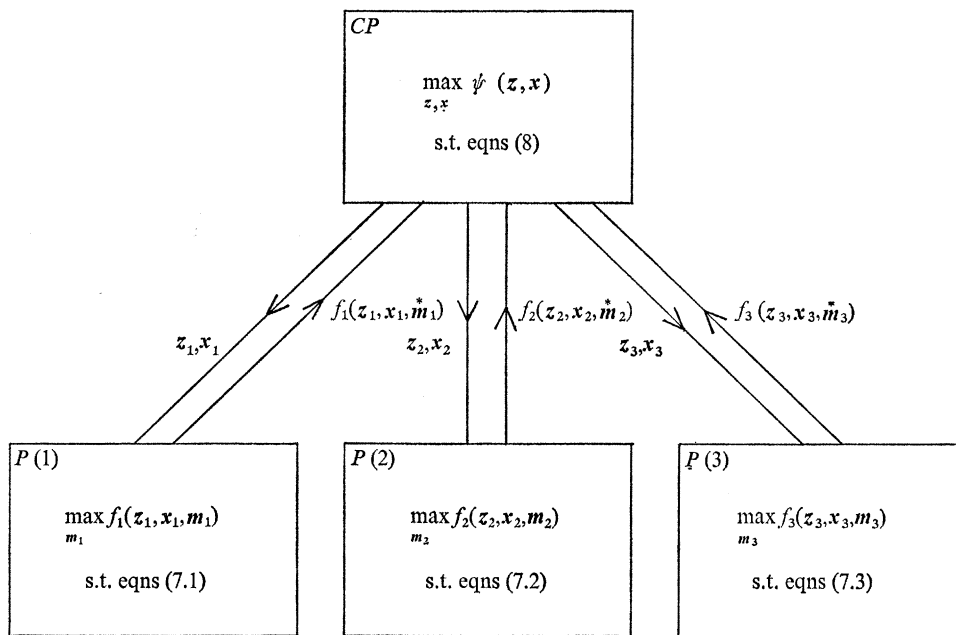 CP
max ψ (z, x)
z, x
s.t. eqns (8)
f₁(z₁, x₁, m̊₁) f₂(z₂, x₂, m̊₂) f₃ (z₃, x₃, m̊₃)
z₁, x₁ z₂, x₂ z₃, x₃
P (1) P (2) P (3)
max f₁(z₁, x₁, m₁) max f₂(z₂, x₂, m₂) max f₃(z₃, x₃, m₃)
m₁ m₂ m₃
s.t. eqns (7.1) s.t. eqns (7.2) s.t. eqns (7.3)